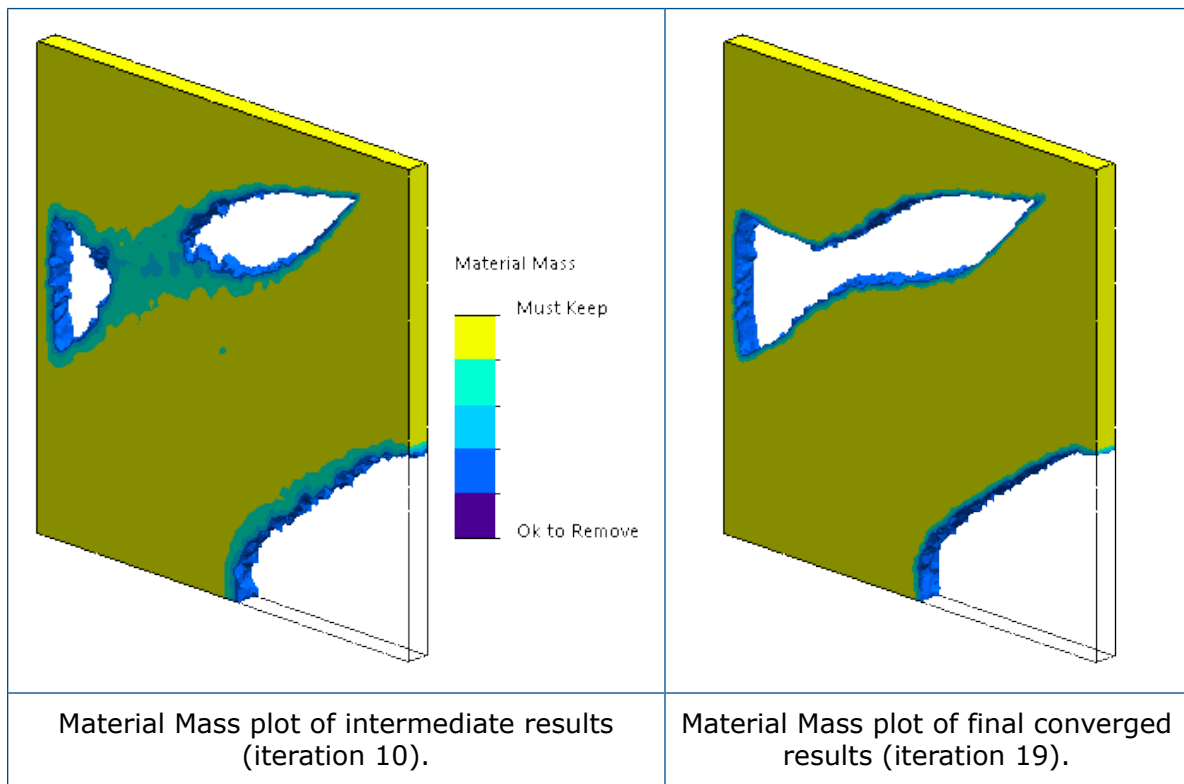 Material Mass
Must Keep
Ok to Remove
Material Mass plot of intermediate results
(iteration 10).
Material Mass plot of final converged
results (iteration 19).